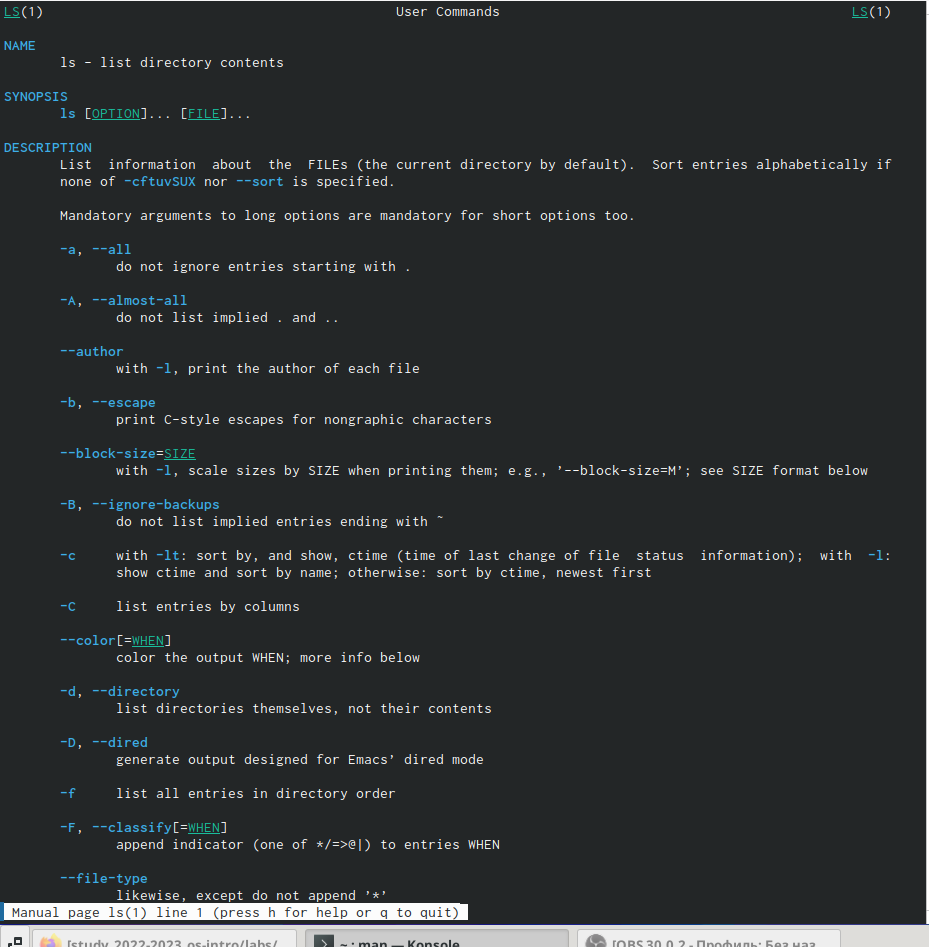 LS(1)                                            User Commands                                            LS(1)
NAME
ls - list directory contents
SYNOPSIS
ls [OPTION]... [FILE]...
DESCRIPTION
List  information  about  the  FILEs (the current directory by default).  Sort entries alphabetically if
none of -cftuvSUX nor --sort is specified.
Mandatory arguments to long options are mandatory for short options too.
-a, --all
do not ignore entries starting with .
-A, --almost-all
do not list implied . and ..
--author
with -l, print the author of each file
-b, --escape
print C-style escapes for nongraphic characters
--block-size=SIZE
with -l, scale sizes by SIZE when printing them; e.g., ’--block-size=M’; see SIZE format below
-B, --ignore-backups
do not list implied entries ending with ~
-c     with -lt: sort by, and show, ctime (time of last change of file  status  information);  with  -l:
show ctime and sort by name; otherwise: sort by ctime, newest first
-C     list entries by columns
--color[=WHEN]
color the output WHEN; more info below
-d, --directory
list directories themselves, not their contents
-D, --dired
generate output designed for Emacs’ dired mode
-f     list all entries in directory order
-F, --classify[=WHEN]
append indicator (one of */=>@|) to entries WHEN
--file-type
likewise, except do not append ’*’
Manual page ls(1) line 1 (press h for help or q to quit)
[study_2022-2023_os-intro/labs/ ~ : man — Konsole [OBS 30.0.2 - Профиль: Без наз